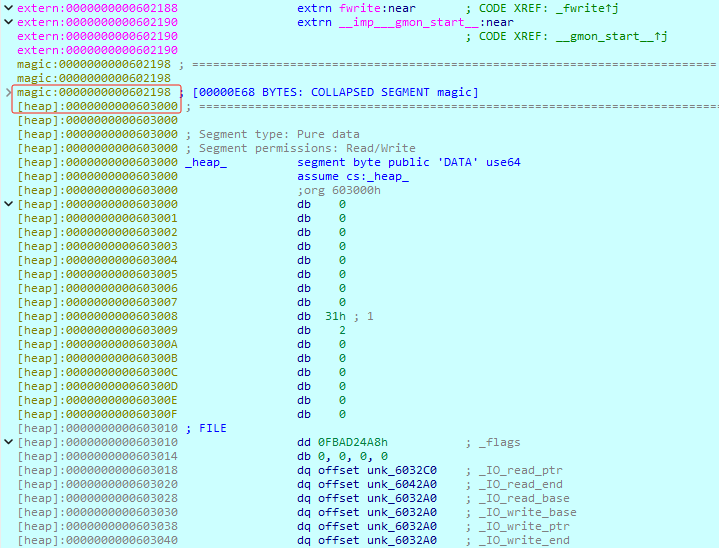 extern:0000000000602188 extrn fwrite:near ; CODE XREF: _fwrite↑j
extern:0000000000602190 extrn __imp___gmon_start__:near
extern:0000000000602190 ; CODE XREF: __gmon_start__↑j
extern:0000000000602190
magic:0000000000602198 ; ===========================================================================
magic:0000000000602198
magic:0000000000602198 ; [00000E68 BYTES: COLLAPSED SEGMENT magic]
[heap]:0000000000603000 ; ==========================================================================
[heap]:0000000000603000
[heap]:0000000000603000 ; Segment type: Pure data
[heap]:0000000000603000 ; Segment permissions: Read/Write
[heap]:0000000000603000 _heap_ segment byte public 'DATA' use64
[heap]:0000000000603000 assume cs:_heap_
[heap]:0000000000603000 ;org 603000h
[heap]:0000000000603000 db 0
[heap]:0000000000603001 db 0
[heap]:0000000000603002 db 0
[heap]:0000000000603003 db 0
[heap]:0000000000603004 db 0
[heap]:0000000000603005 db 0
[heap]:0000000000603006 db 0
[heap]:0000000000603007 db 0
[heap]:0000000000603008 db 31h ; 1
[heap]:0000000000603009 db 2
[heap]:000000000060300A db 0
[heap]:000000000060300B db 0
[heap]:000000000060300C db 0
[heap]:000000000060300D db 0
[heap]:000000000060300E db 0
[heap]:000000000060300F db 0
[heap]:0000000000603010 ; FILE
[heap]:0000000000603010 dd 0FBAD24A8h ; _flags
[heap]:0000000000603014 db 0, 0, 0, 0
[heap]:0000000000603018 dq offset unk_6032C0 ; _IO_read_ptr
[heap]:0000000000603020 dq offset unk_6042A0 ; _IO_read_end
[heap]:0000000000603028 dq offset unk_6032A0 ; _IO_read_base
[heap]:0000000000603030 dq offset unk_6032A0 ; _IO_write_base
[heap]:0000000000603038 dq offset unk_6032A0 ; _IO_write_ptr
[heap]:0000000000603040 dq offset unk_6032A0 ; _IO_write_end